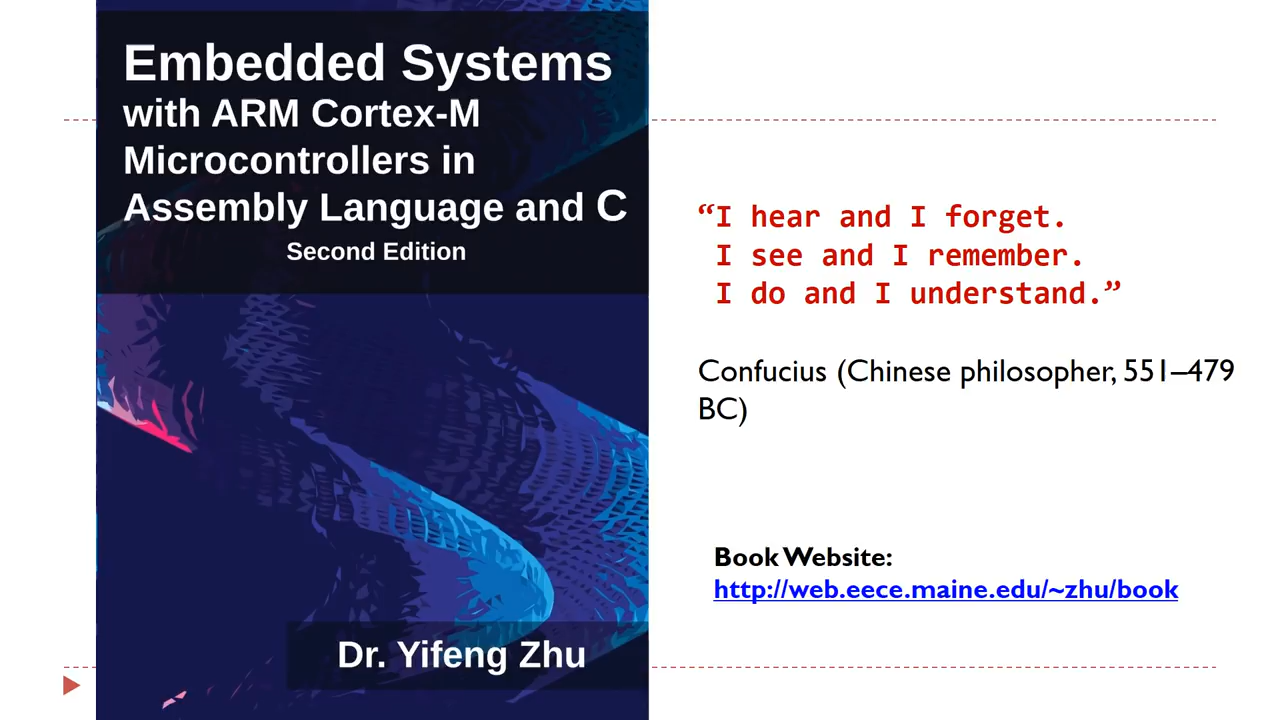 Embedded Systems
with ARM Cortex-M
Microcontrollers in
Assembly Language and C
Second Edition
Dr. Yifeng Zhu
“I hear and I forget.
I see and I remember.
I do and I understand.”
Confucius (Chinese philosopher, 551–479
BC)
Book Website:
http://web.eece.maine.edu/~zhu/book